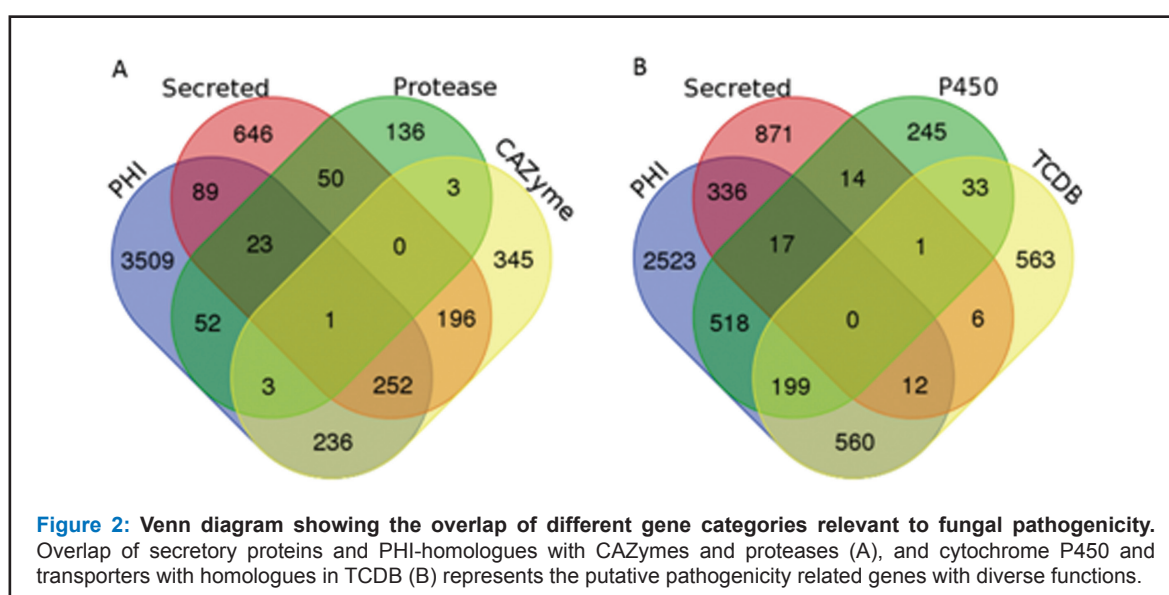 A
B
Secreted
Protease
Secreted
P450
PHI
CAZyme
PHI
TCDB
646
136
871
245
89
50
3
336
14
33
3509
23
0
345
2523
17
1
563
52
1
196
518
0
6
3
252
199
12
236
560
Figure 2: Venn diagram showing the overlap of different gene categories relevant to fungal pathogenicity.
Overlap of secretory proteins and PHI-homologues with CAZymes and proteases (A), and cytochrome P450 and
transporters with homologues in TCDB (B) represents the putative pathogenicity related genes with diverse functions.